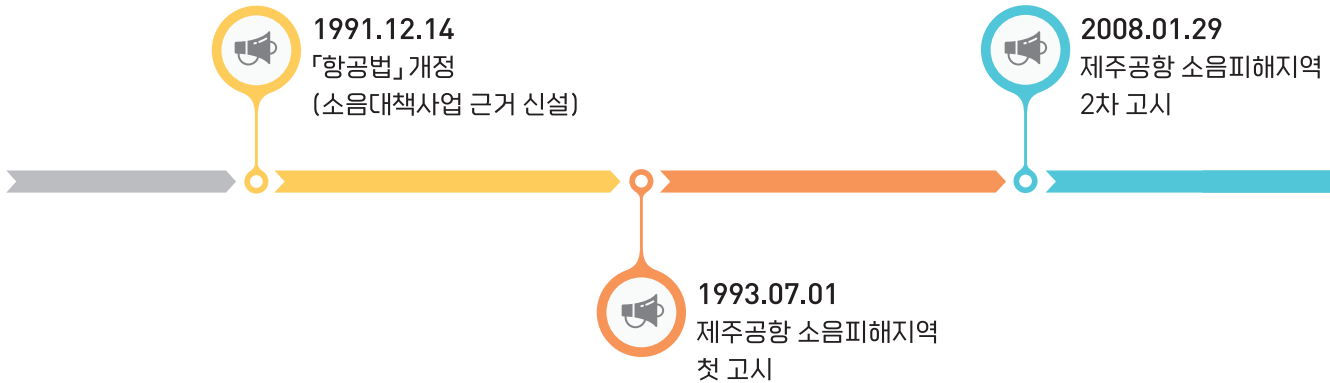 1991.12.14
「항공법」 개정
(소음대책사업 근거 신설)
1993.07.01
제주공항 소음피해지역
첫 고시
2008.01.29
제주공항 소음피해지역
2차 고시